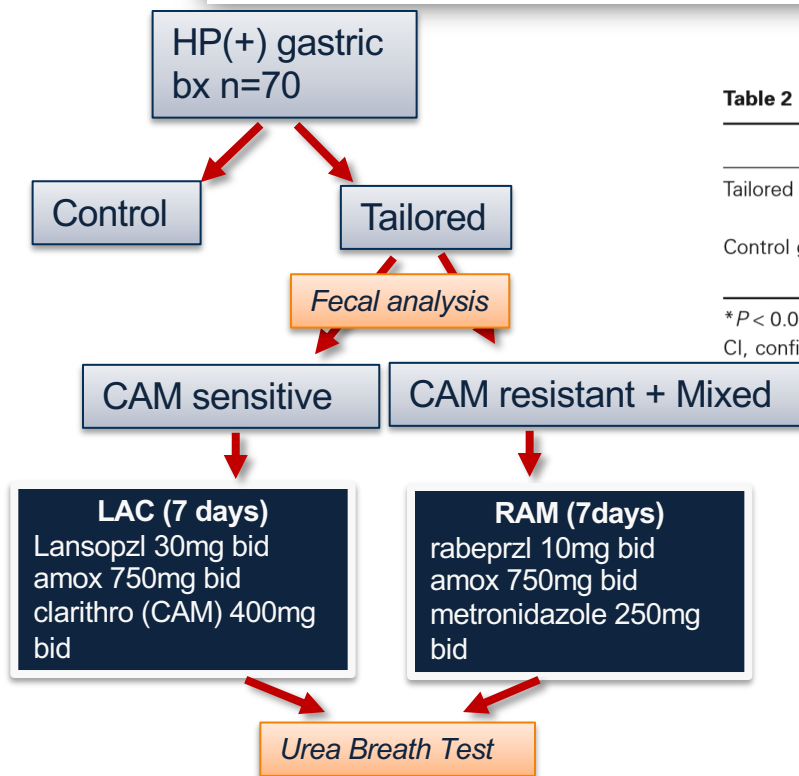 HP(+) gastric
bx n=70
Table 2
Control
Tailored
Tailored
Control
Fecal analysis
*P < 0.0
CI,
CAM sensitive
CAM resistant + Mixed
LAC (7 days)
Lansopzl 30mg bid
amox 750mg bid
clarithro (CAM) 400mg
bid
RAM (7days)
rabeprzl 10mg bid
amox 750mg bid
metronidazole 250mg
bid
Urea Breath Test